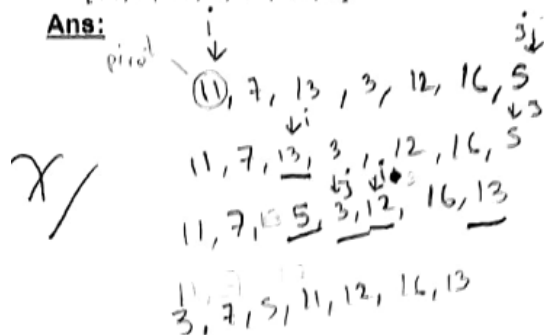 Ans:
i j
pivot
11, 7, 13, 3, 12, 16, 5
i j
11, 7, 13, 3, 12, 16, 5
j i
11, 7, 5, 3, 12, 16, 13
3, 7, 5, 11, 12, 16, 13